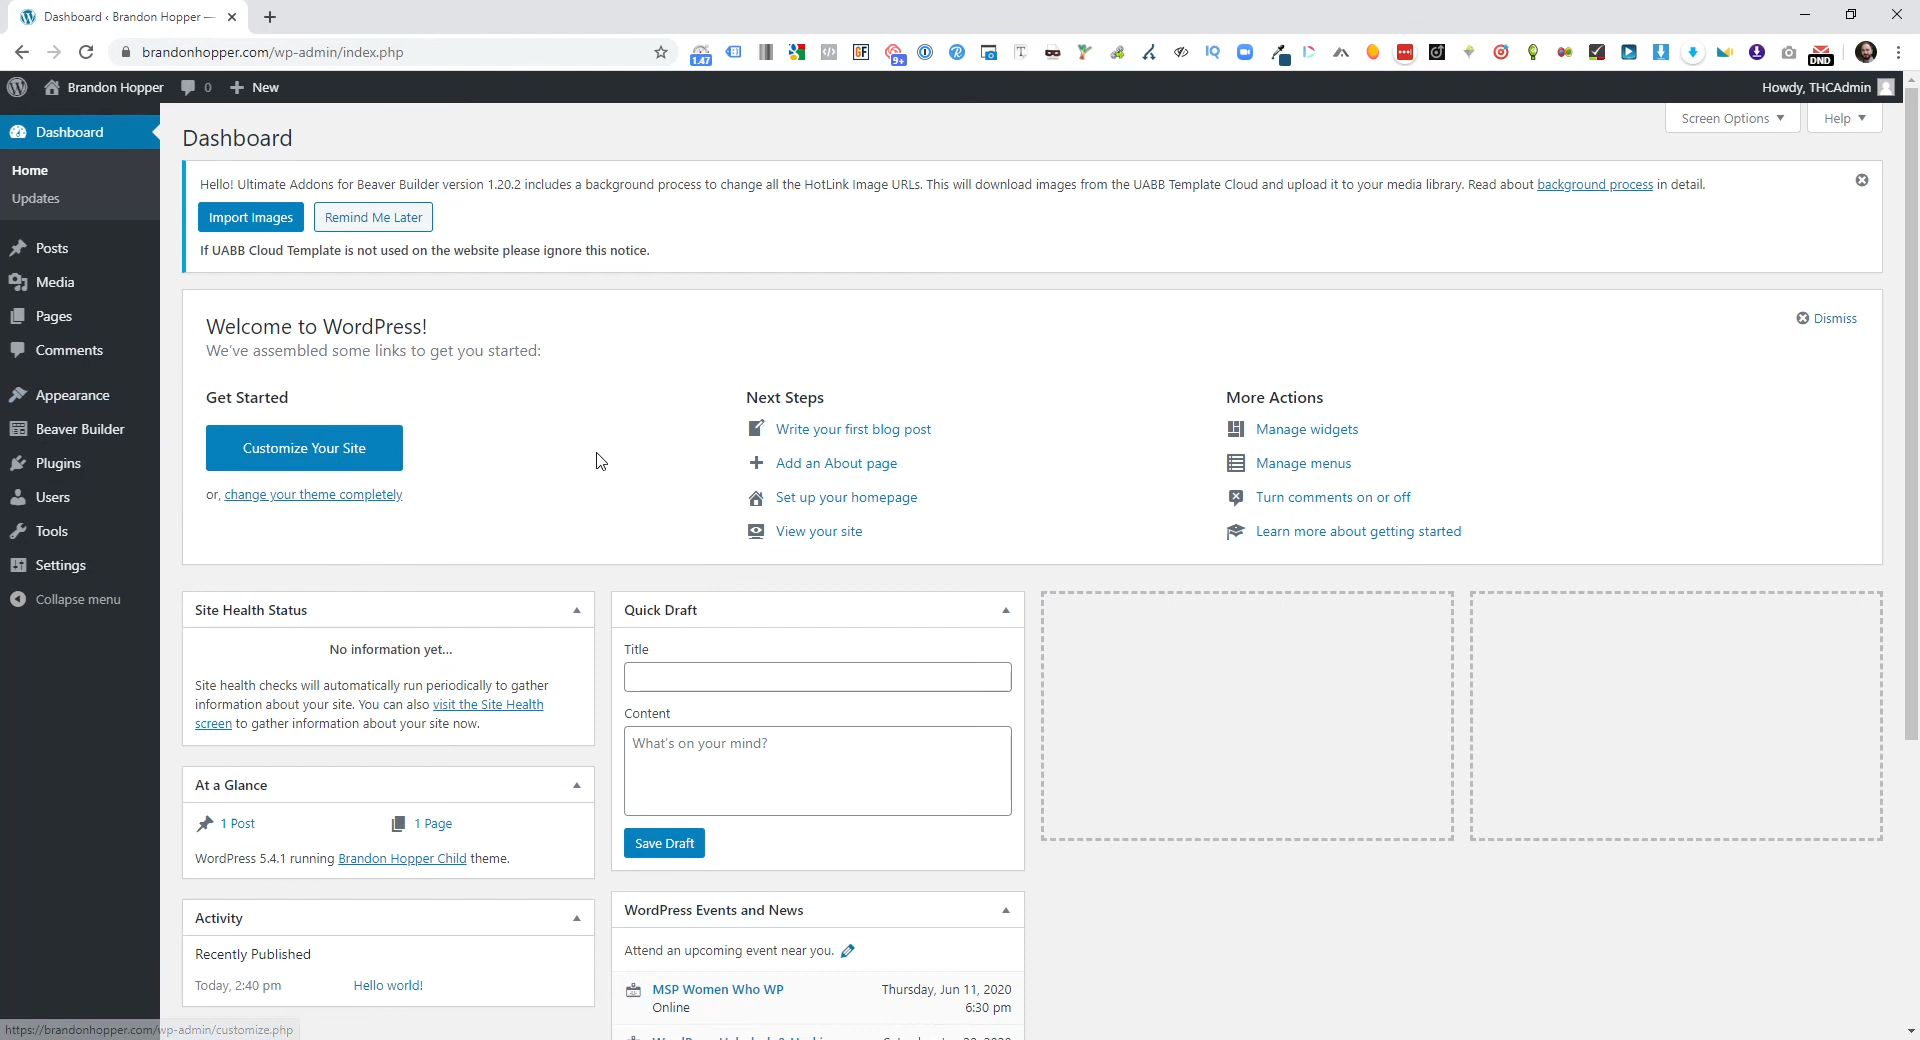 Dashboard ‹ Brandon Hopper —
brandonhopper.com/wp-admin/index.php
1.47
GF
9+
DND
Brandon Hopper
0
New
Howdy, THCAdmin
Dashboard
Home
Updates
Posts
Media
Pages
Comments
Appearance
Beaver Builder
Plugins
Users
Tools
Settings
Collapse menu
Screen Options
Help
Dashboard
Hello! Ultimate Addons for Beaver Builder version 1.20.2 includes a background process to change all the HotLink Image URLs. This will download images from the UABB Template Cloud and upload it to your media library. Read about background process in detail.
Import Images
Remind Me Later
If UABB Cloud Template is not used on the website please ignore this notice.
Welcome to WordPress!
We've assembled some links to get you started:
Dismiss
Get Started
Customize Your Site
or, change your theme completely
Next Steps
Write your first blog post
Add an About page
Set up your homepage
View your site
More Actions
Manage widgets
Manage menus
Turn comments on or off
Learn more about getting started
Site Health Status
No information yet...
Site health checks will automatically run periodically to gather
information about your site. You can also visit the Site Health
screen to gather information about your site now.
At a Glance
1 Post
1 Page
WordPress 5.4.1 running Brandon Hopper Child theme.
Activity
Recently Published
Today, 2:40 pm
Hello world!
Quick Draft
Title
Content
What's on your mind?
Save Draft
WordPress Events and News
Attend an upcoming event near you.
MSP Women Who WP
Online
Thursday, Jun 11, 2020
6:30 pm
https://brandonhopper.com/wp-admin/customize.php